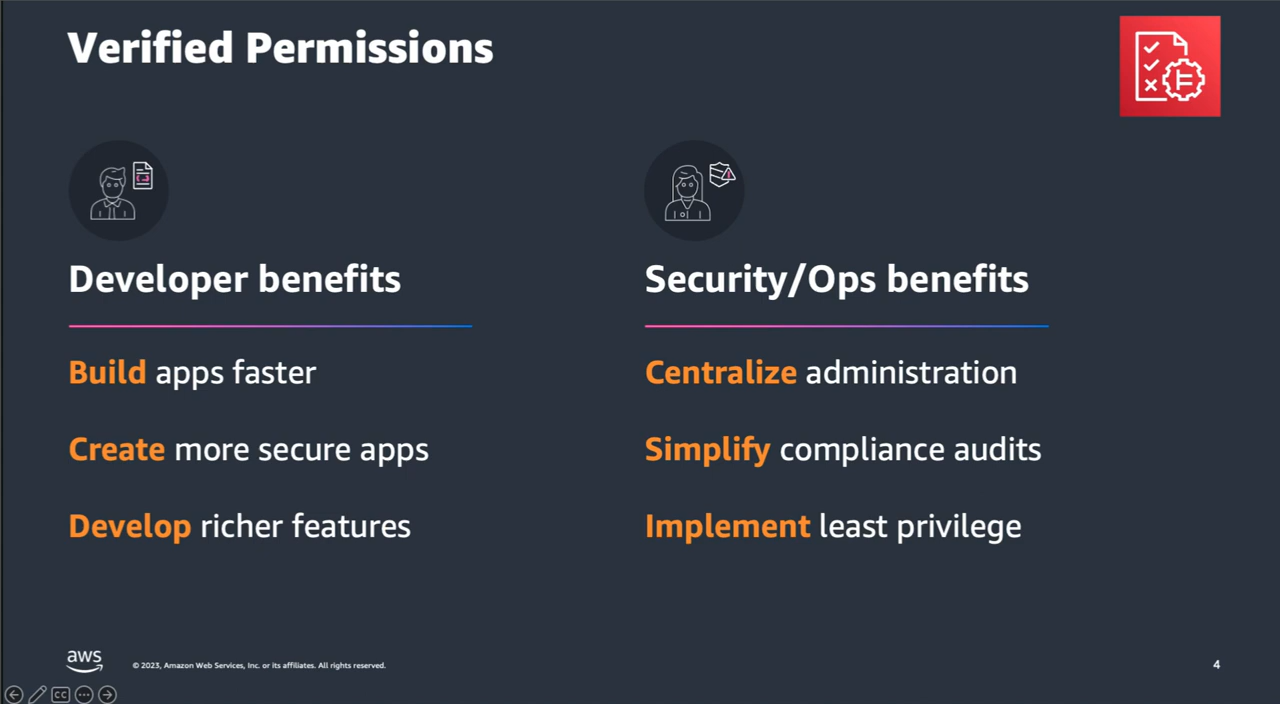 Verified Permissions
Developer benefits
Build apps faster
Create more secure apps
Develop richer features
Security/Ops benefits
Centralize administration
Simplify compliance audits
Implement least privilege
aws
© 2023, Amazon Web Services, Inc. or its affiliates. All rights reserved.
4
CC